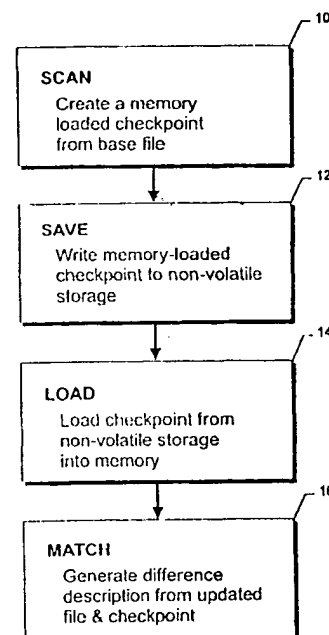 10
SCAN
Create a memory
loaded checkpoint
from base file
12
SAVE
Write memory-loaded
checkpoint to non-volatile
storage
14
LOAD
Load checkpoint from
non-volatile storage
into memory
16
MATCH
Generate difference
description from updated
file & checkpoint